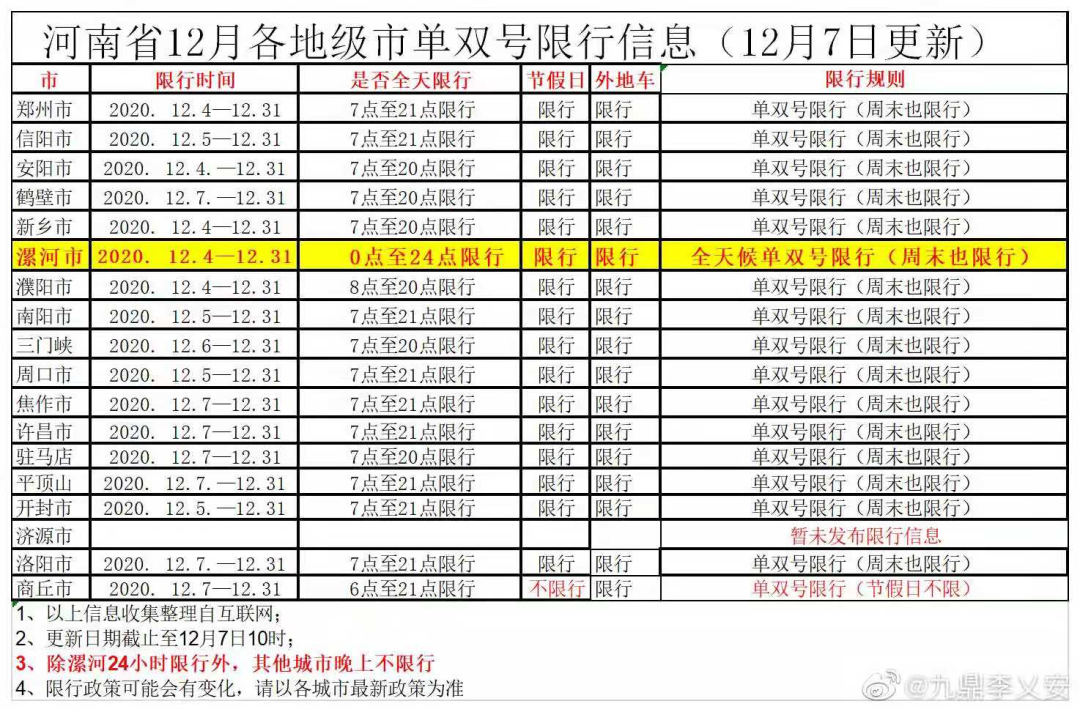 河南省12月各地级市单双号限行信息（12月7日更新）
市 限行时间 是否全天限行 节假日 外地车 限行规则
郑州市 2020. 12.4—12.31 7点至21点限行 限行 限行 单双号限行（周末也限行）
信阳市 2020. 12.5—12.31 7点至21点限行 限行 限行 单双号限行（周末也限行）
安阳市 2020. 12.4.—12.31 7点至20点限行 限行 限行 单双号限行（周末也限行）
鹤壁市 2020. 12.7.—12.31 7点至20点限行 限行 限行 单双号限行（周末也限行）
新乡市 2020. 12.4—12.31 7点至20点限行 限行 限行 单双号限行（周末也限行）
漯河市 2020. 12.4—12.31 0点至24点限行 限行 限行 全天候单双号限行（周末也限行）
濮阳市 2020. 12.4—12.31 8点至20点限行 限行 限行 单双号限行（周末也限行）
南阳市 2020. 12.5—12.31 7点至21点限行 限行 限行 单双号限行（周末也限行）
三门峡 2020. 12.6—12.31 7点至20点限行 限行 限行 单双号限行（周末也限行）
周口市 2020. 12.5—12.31 7点至21点限行 限行 限行 单双号限行（周末也限行）
焦作市 2020. 12.7—12.31 7点至21点限行 限行 限行 单双号限行（周末也限行）
许昌市 2020. 12.7—12.31 7点至21点限行 限行 限行 单双号限行（周末也限行）
驻马店 2020. 12.7—12.31 7点至20点限行 限行 限行 单双号限行（周末也限行）
平顶山 2020. 12.7.—12.31 7点至21点限行 限行 限行 单双号限行（周末也限行）
开封市 2020. 12.5.—12.31 7点至21点限行 限行 限行 单双号限行（周末也限行）
济源市 暂未发布限行信息
洛阳市 2020. 12.7.—12.31 7点至21点限行 限行 限行 单双号限行（周末也限行）
商丘市 2020. 12.7—12.31 6点至21点限行 不限行 限行 单双号限行（节假日不限）
1、以上信息收集整理自互联网；
2、更新日期截止至12月7日10时；
3、除漯河24小时限行外，其他城市晚上不限行
4、限行政策可能会有变化，请以各城市最新政策为准
@九鼎李义安